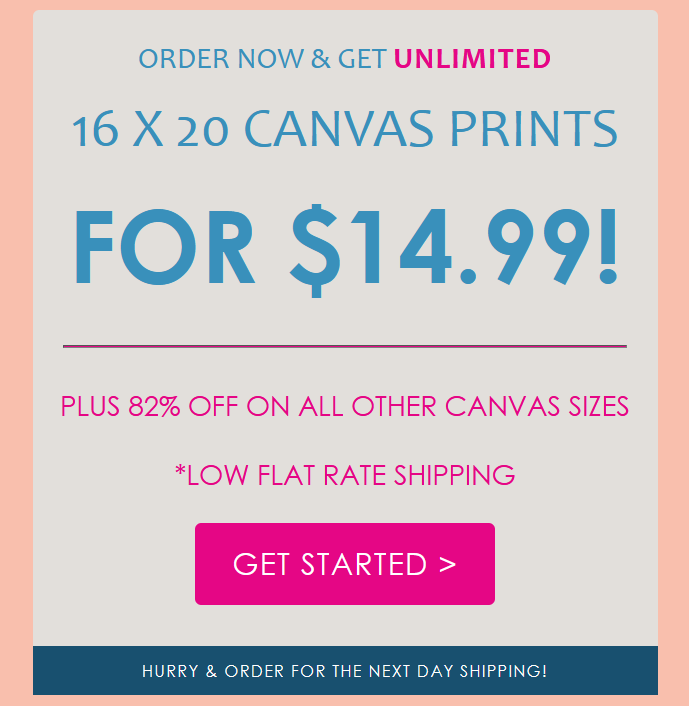 ORDER NOW & GET UNLIMITED
16 X 20 CANVAS PRINTS
FOR $14.99!
PLUS 82% OFF ON ALL OTHER CANVAS SIZES
*LOW FLAT RATE SHIPPING
GET STARTED >
HURRY & ORDER FOR THE NEXT DAY SHIPPING!